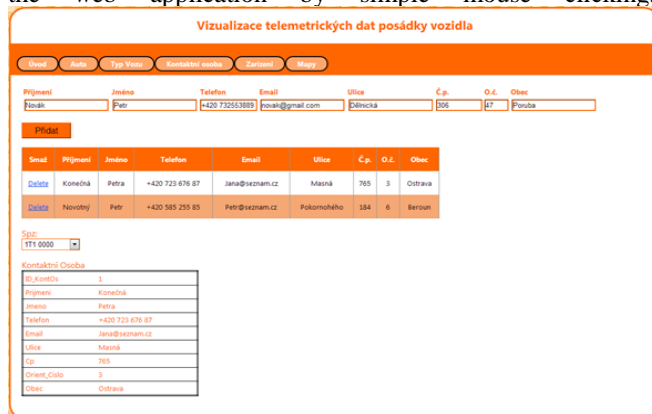 the web application by simple mouse clicking.
Vizualizace telemetrických dat posádky vozidla
Úvod Auta Typ Vozu Kontaktní osoba Zařízení Mapy
Příjmení Jméno Telefon Email Ulice Č.p. O.č. Obec
Novák Petr +420 732553889 novak@gmail.com Dělnická 306 47 Poruba
Přidat
Smaž Příjmení Jméno Telefon Email Ulice Č.p. O.č. Obec
Delete Konečná Petra +420 723 676 87 Jana@seznam.cz Masná 765 3 Ostrava
Delete Novotný Petr +420 585 255 85 Petr@seznam.cz Pokornohého 184 6 Beroun
Spz:
1T1 0000
Kontaktní Osoba
ID_KontOs 1
Prijmeni Konečná
Jmeno Petra
Telefon +420 723 676 87
Email Jana@seznam.cz
Ulice Masná
Cp 765
Orient_Cislo 3
Obec Ostrava